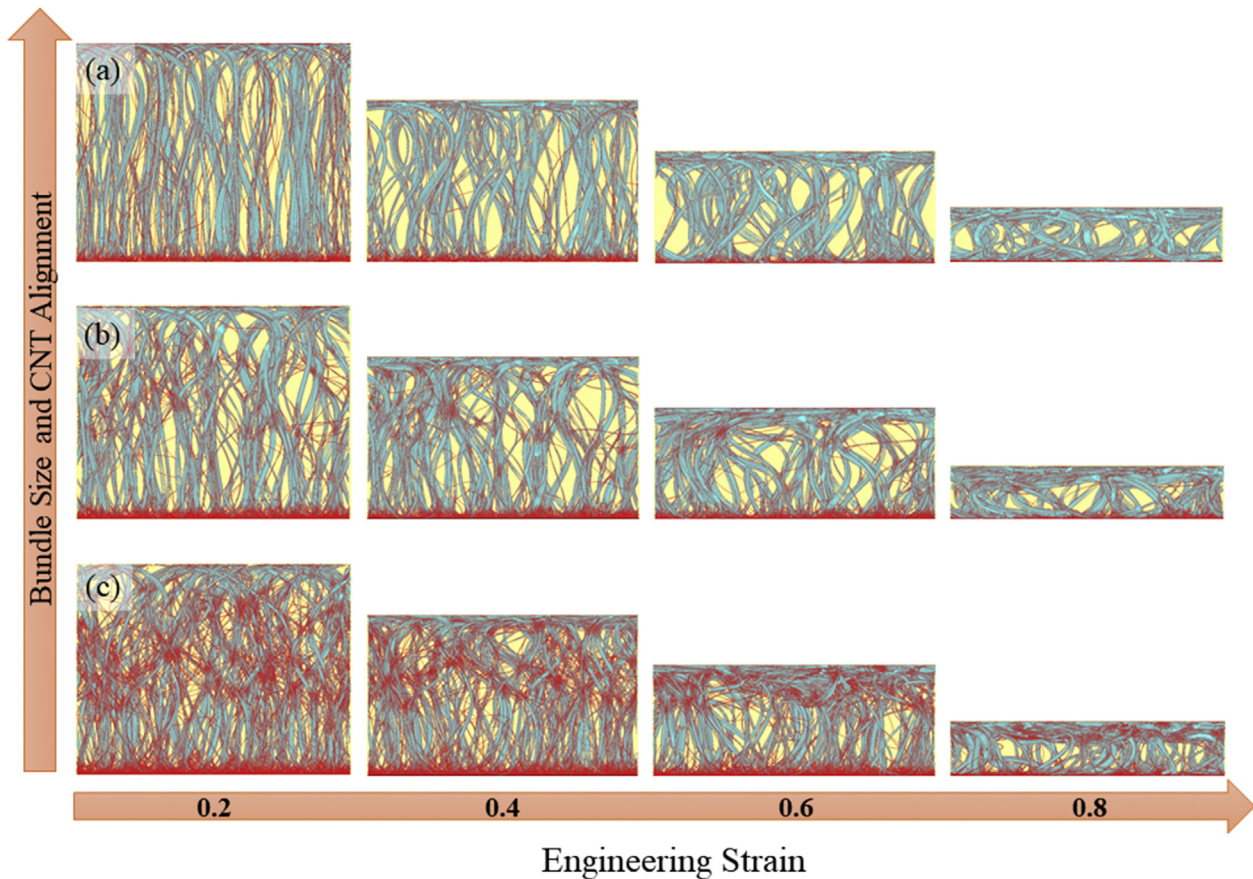 (a)
(b)
(c)
Bundle Size and CNT Alignment
0.2 0.4 0.6 0.8
Engineering Strain